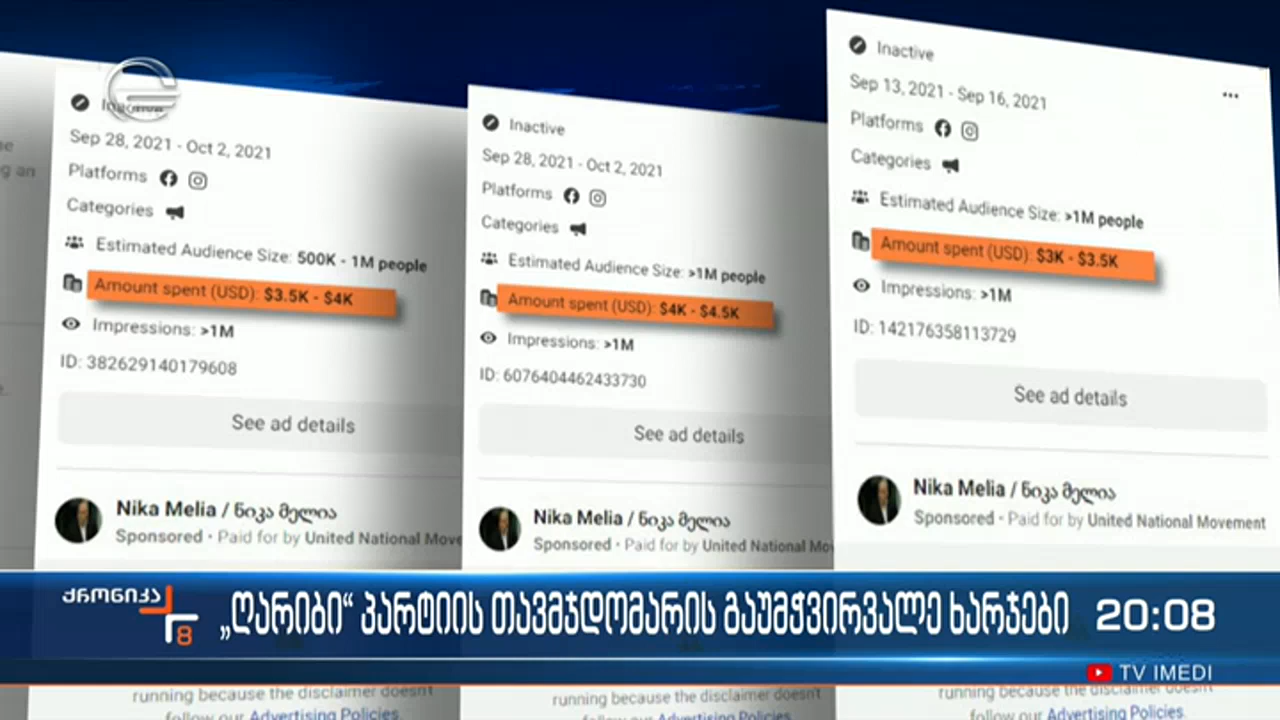 ing an
Inactive
Sep 28, 2021 - Oct 2, 2021
Platforms
Categories
Estimated Audience Size: 500K - 1M people
Amount spent (USD): $3.5K - $4K
Impressions: >1M
ID: 382629140179608
See ad details
Nika Melia / ნიკა მელია
Sponsored • Paid for by United National Move
Inactive
Sep 28, 2021 - Oct 2, 2021
Platforms
Categories
Estimated Audience Size: >1M people
Amount spent (USD): $4K - $4.5K
Impressions: >1M
ID: 6076404462433730
See ad details
Nika Melia / ნიკა მელია
Sponsored • Paid for by United National Mov
Inactive
Sep 13, 2021 - Sep 16, 2021
Platforms
Categories
Estimated Audience Size: >1M people
Amount spent (USD): $3K - $3.5K
Impressions: >1M
ID: 142176358113729
See ad details
Nika Melia / ნიკა მელია
Sponsored • Paid for by United National Movement
ქრონიკა
8
„ღარიბი“ პარტიის თავმჯდომარის გაუმჭვირვალე ხარჯები
20:08
TV IMEDI
running because the disclaimer doesn't
follow our Advertising Policies.
running because the disclaimer doesn't
follow our Advertising Policies.
running because the disclaimer doesn't
follow our Advertising Policies.